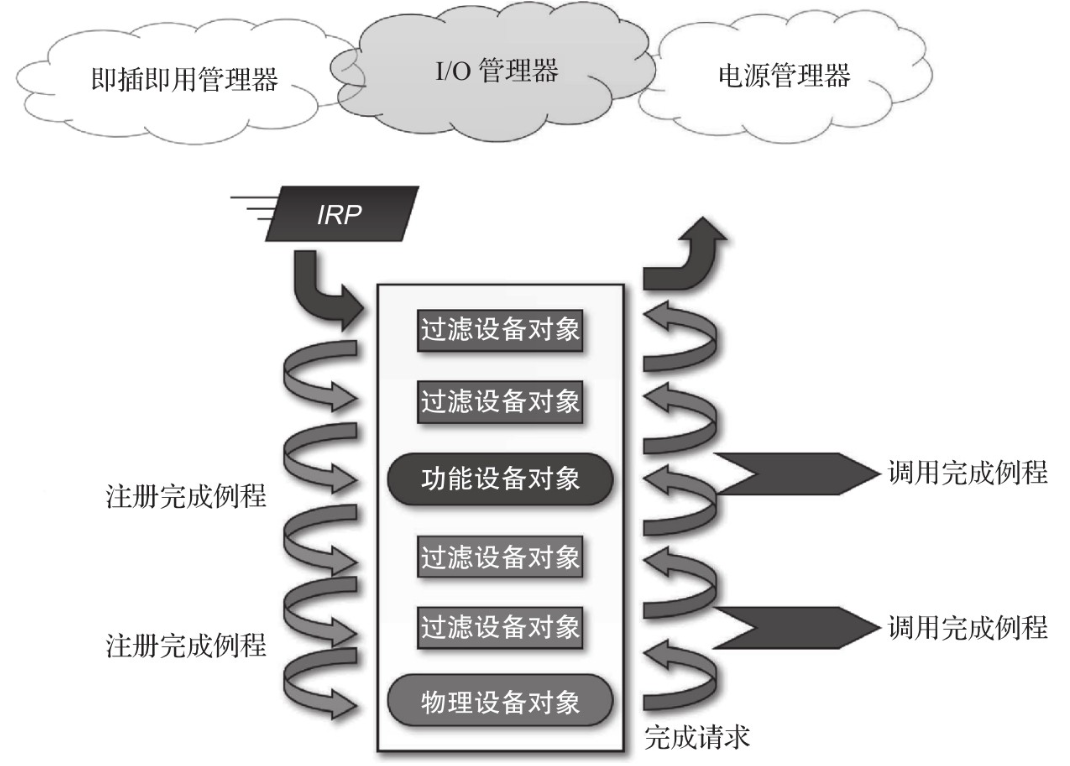 即插即用管理器
I/O 管理器
电源管理器
IRP
过滤设备对象
过滤设备对象
功能设备对象
调用完成例程
注册完成例程
过滤设备对象
过滤设备对象
调用完成例程
注册完成例程
物理设备对象
完成请求